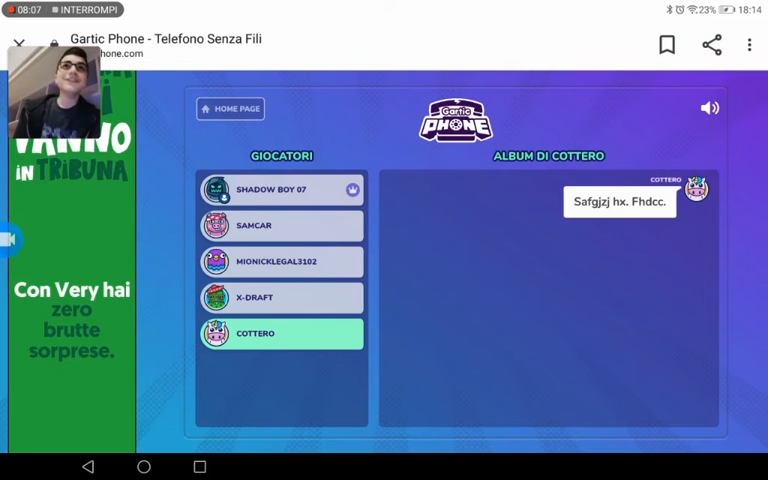 08:07 INTERROMPI
23% 18:14
Gartic Phone - Telefono Senza Fili
hone.com
HOME PAGE
Gartic
PHONE
GIOCATORI
ALBUM DI COTTERO
SHADOW BOY 07
SAMCAR
MIONICKLEGAL3102
X-DRAFT
COTTERO
COTTERO
Safgjzj hx. Fhdcc.
VANNO
IN TRIBUNA
Con Very hai
zero
brutte
sorprese.